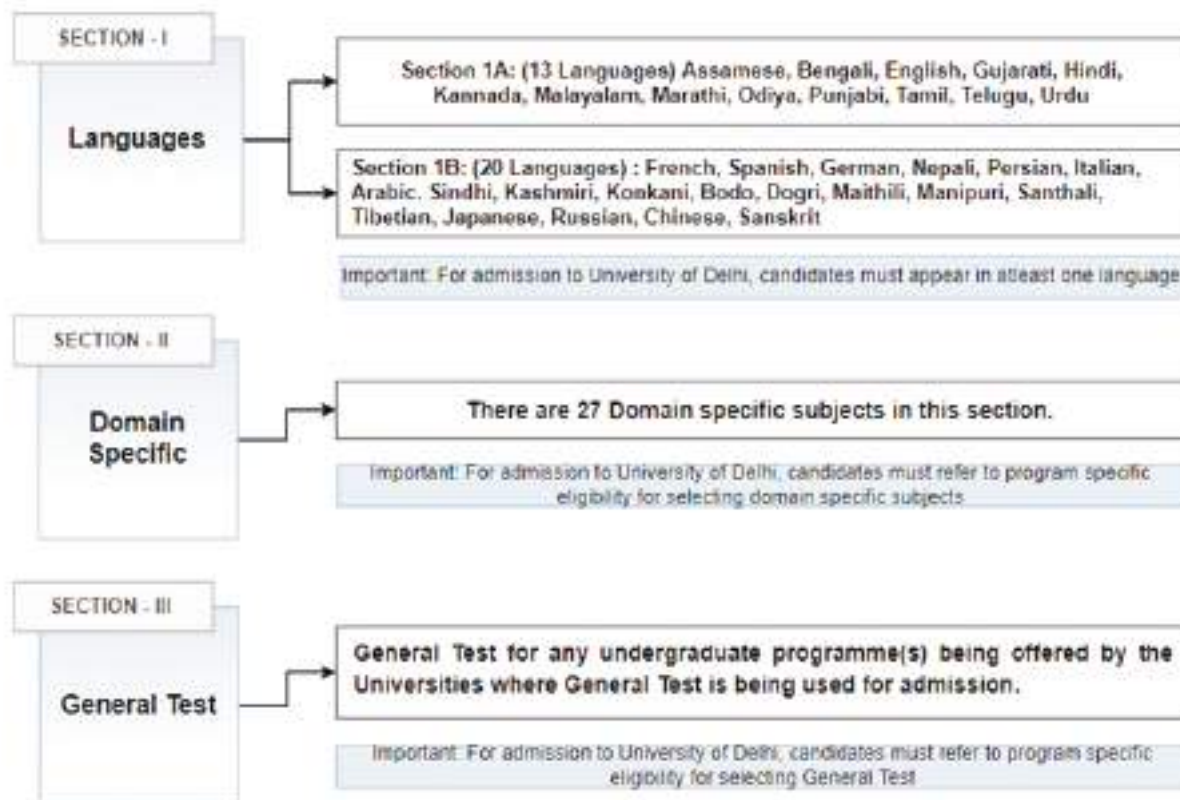 SECTION - I
Languages
Section 1A: (13 Languages) Assamese, Bengali, English, Gujarati, Hindi,
Kannada, Malayalam, Marathi, Odiya, Punjabi, Tamil, Telugu, Urdu
Section 1B: (20 Languages) : French, Spanish, German, Nepali, Persian, Italian,
Arabic. Sindhi, Kashmiri, Konkani, Bodo, Dogri, Maithili, Manipuri, Santhali,
Tibetian, Japanese, Russian, Chinese, Sanskrit
Important: For admission to University of Delhi, candidates must appear in atleast one language
SECTION - II
Domain
Specific
There are 27 Domain specific subjects in this section.
Important: For admission to University of Delhi, candidates must refer to program specific
eligibility for selecting domain specific subjects
SECTION - III
General Test
General Test for any undergraduate programme(s) being offered by the
Universities where General Test is being used for admission.
Important: For admission to University of Delhi, candidates must refer to program specific
eligibility for selecting General Test